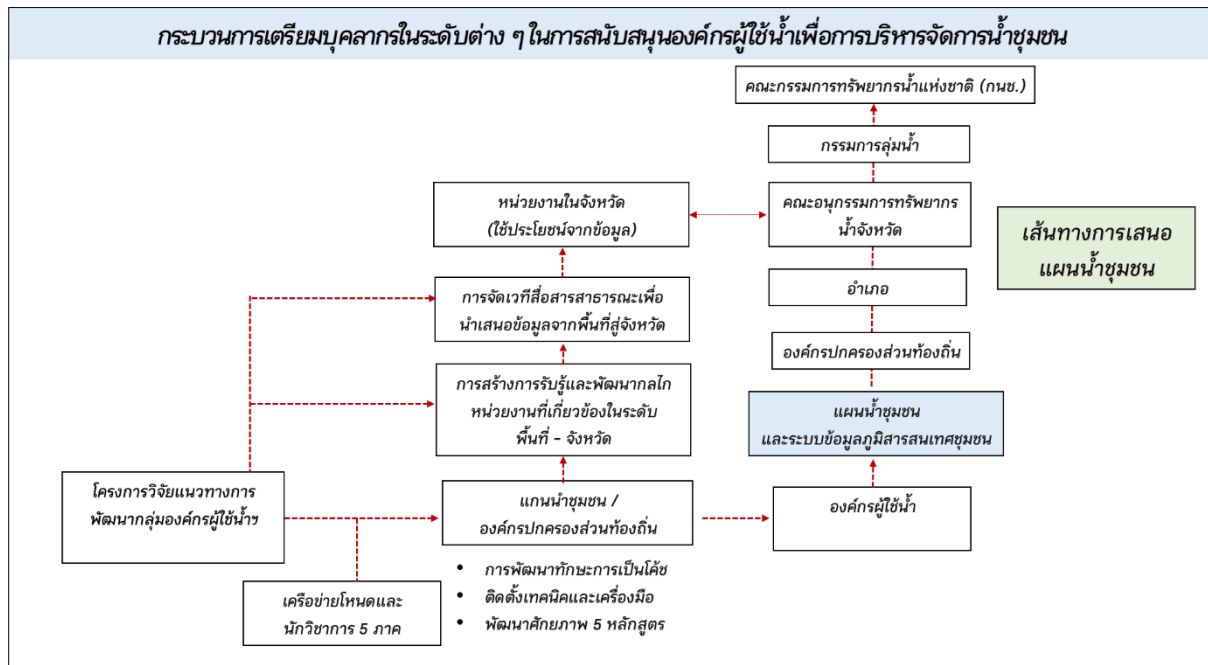 กระบวนการเตรียมบุคลากรในระดับต่าง ๆ ในการสนับสนุนองค์กรผู้ใช้น้ำเพื่อการบริหารจัดการน้ำชุมชน
คณะกรรมการทรัพยากรน้ำแห่งชาติ (กนช.)
กรรมการลุ่มน้ำ
หน่วยงานในจังหวัด
(ใช้ประโยชน์จากข้อมูล)
คณะอนุกรรมการทรัพยากร
น้ำจังหวัด
เส้นทางการเสนอ
แผนน้ำชุมชน
การจัดเวทีสื่อสารสาธารณะเพื่อ
นำเสนอข้อมูลจากพื้นที่สู่จังหวัด
อำเภอ
องค์กรปกครองส่วนท้องถิ่น
การสร้างการรับรู้และพัฒนากลไก
หน่วยงานที่เกี่ยวข้องในระดับ
พื้นที่ – จังหวัด
แผนน้ำชุมชน
และระบบข้อมูลภูมิสารสนเทศชุมชน
โครงการวิจัยแนวทางการ
พัฒนากลุ่มองค์กรผู้ใช้น้ำฯ
แกนนำชุมชน /
องค์กรปกครองส่วนท้องถิ่น
องค์กรผู้ใช้น้ำ
• การพัฒนาทักษะการเป็นโค้ช
• ติดตั้งเทคนิคและเครื่องมือ
• พัฒนาศักยภาพ 5 หลักสูตร
เครือข่ายโหนดและ
นักวิชาการ 5 ภาค